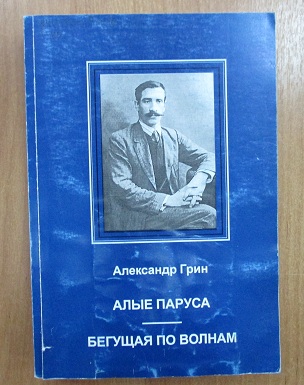 Александр Грин
АЛЫЕ ПАРУСА
БЕГУЩАЯ ПО ВОЛНАМ